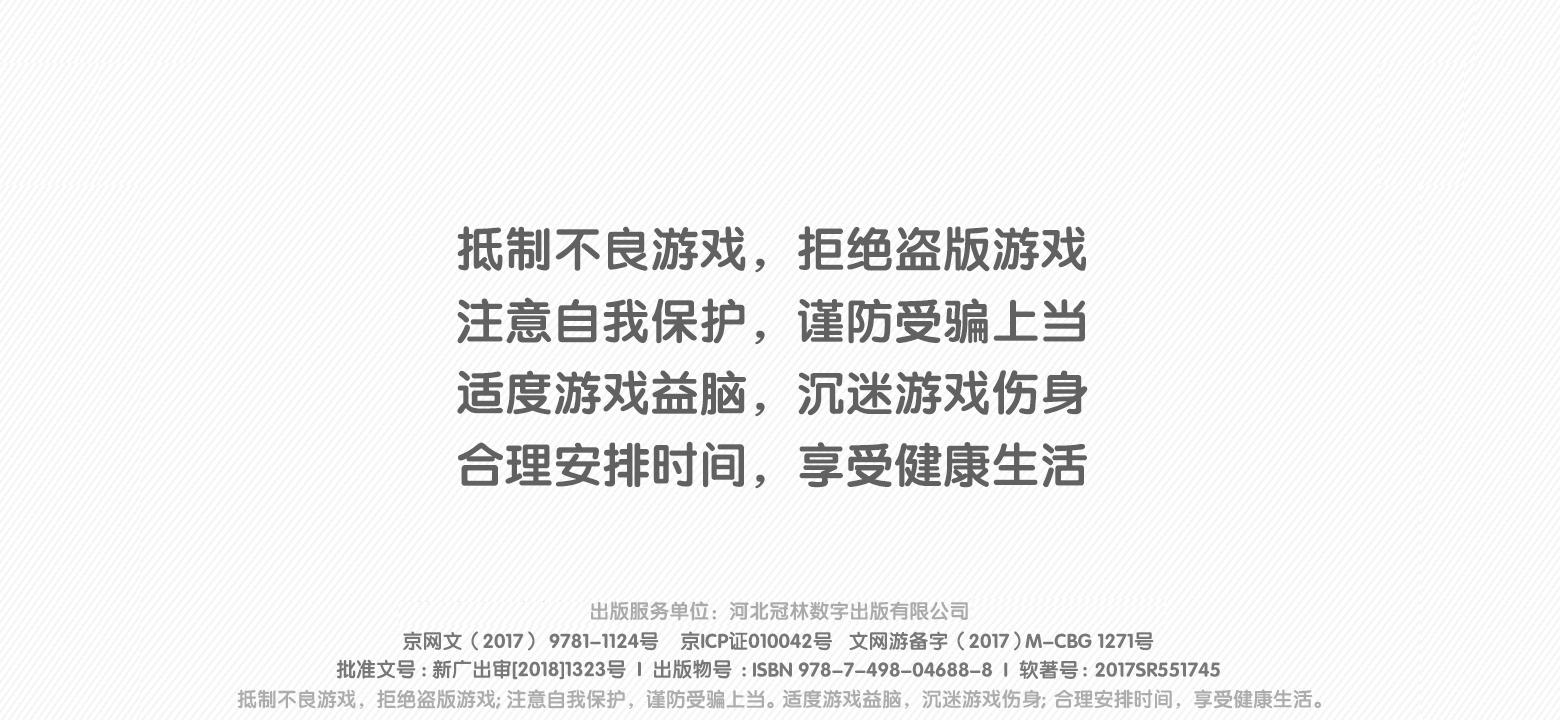 抵制不良游戏，拒绝盗版游戏
注意自我保护，谨防受骗上当
适度游戏益脑，沉迷游戏伤身
合理安排时间，享受健康生活
出版服务单位：河北冠林数字出版有限公司
京网文（2017） 9781-1124号 京ICP证010042号 文网游备字（2017）M-CBG 1271号
批准文号：新广出审[2018]1323号 | 出版物号：ISBN 978-7-498-04688-8 | 软著号：2017SR551745
抵制不良游戏，拒绝盗版游戏; 注意自我保护，谨防受骗上当。适度游戏益脑，沉迷游戏伤身; 合理安排时间，享受健康生活。